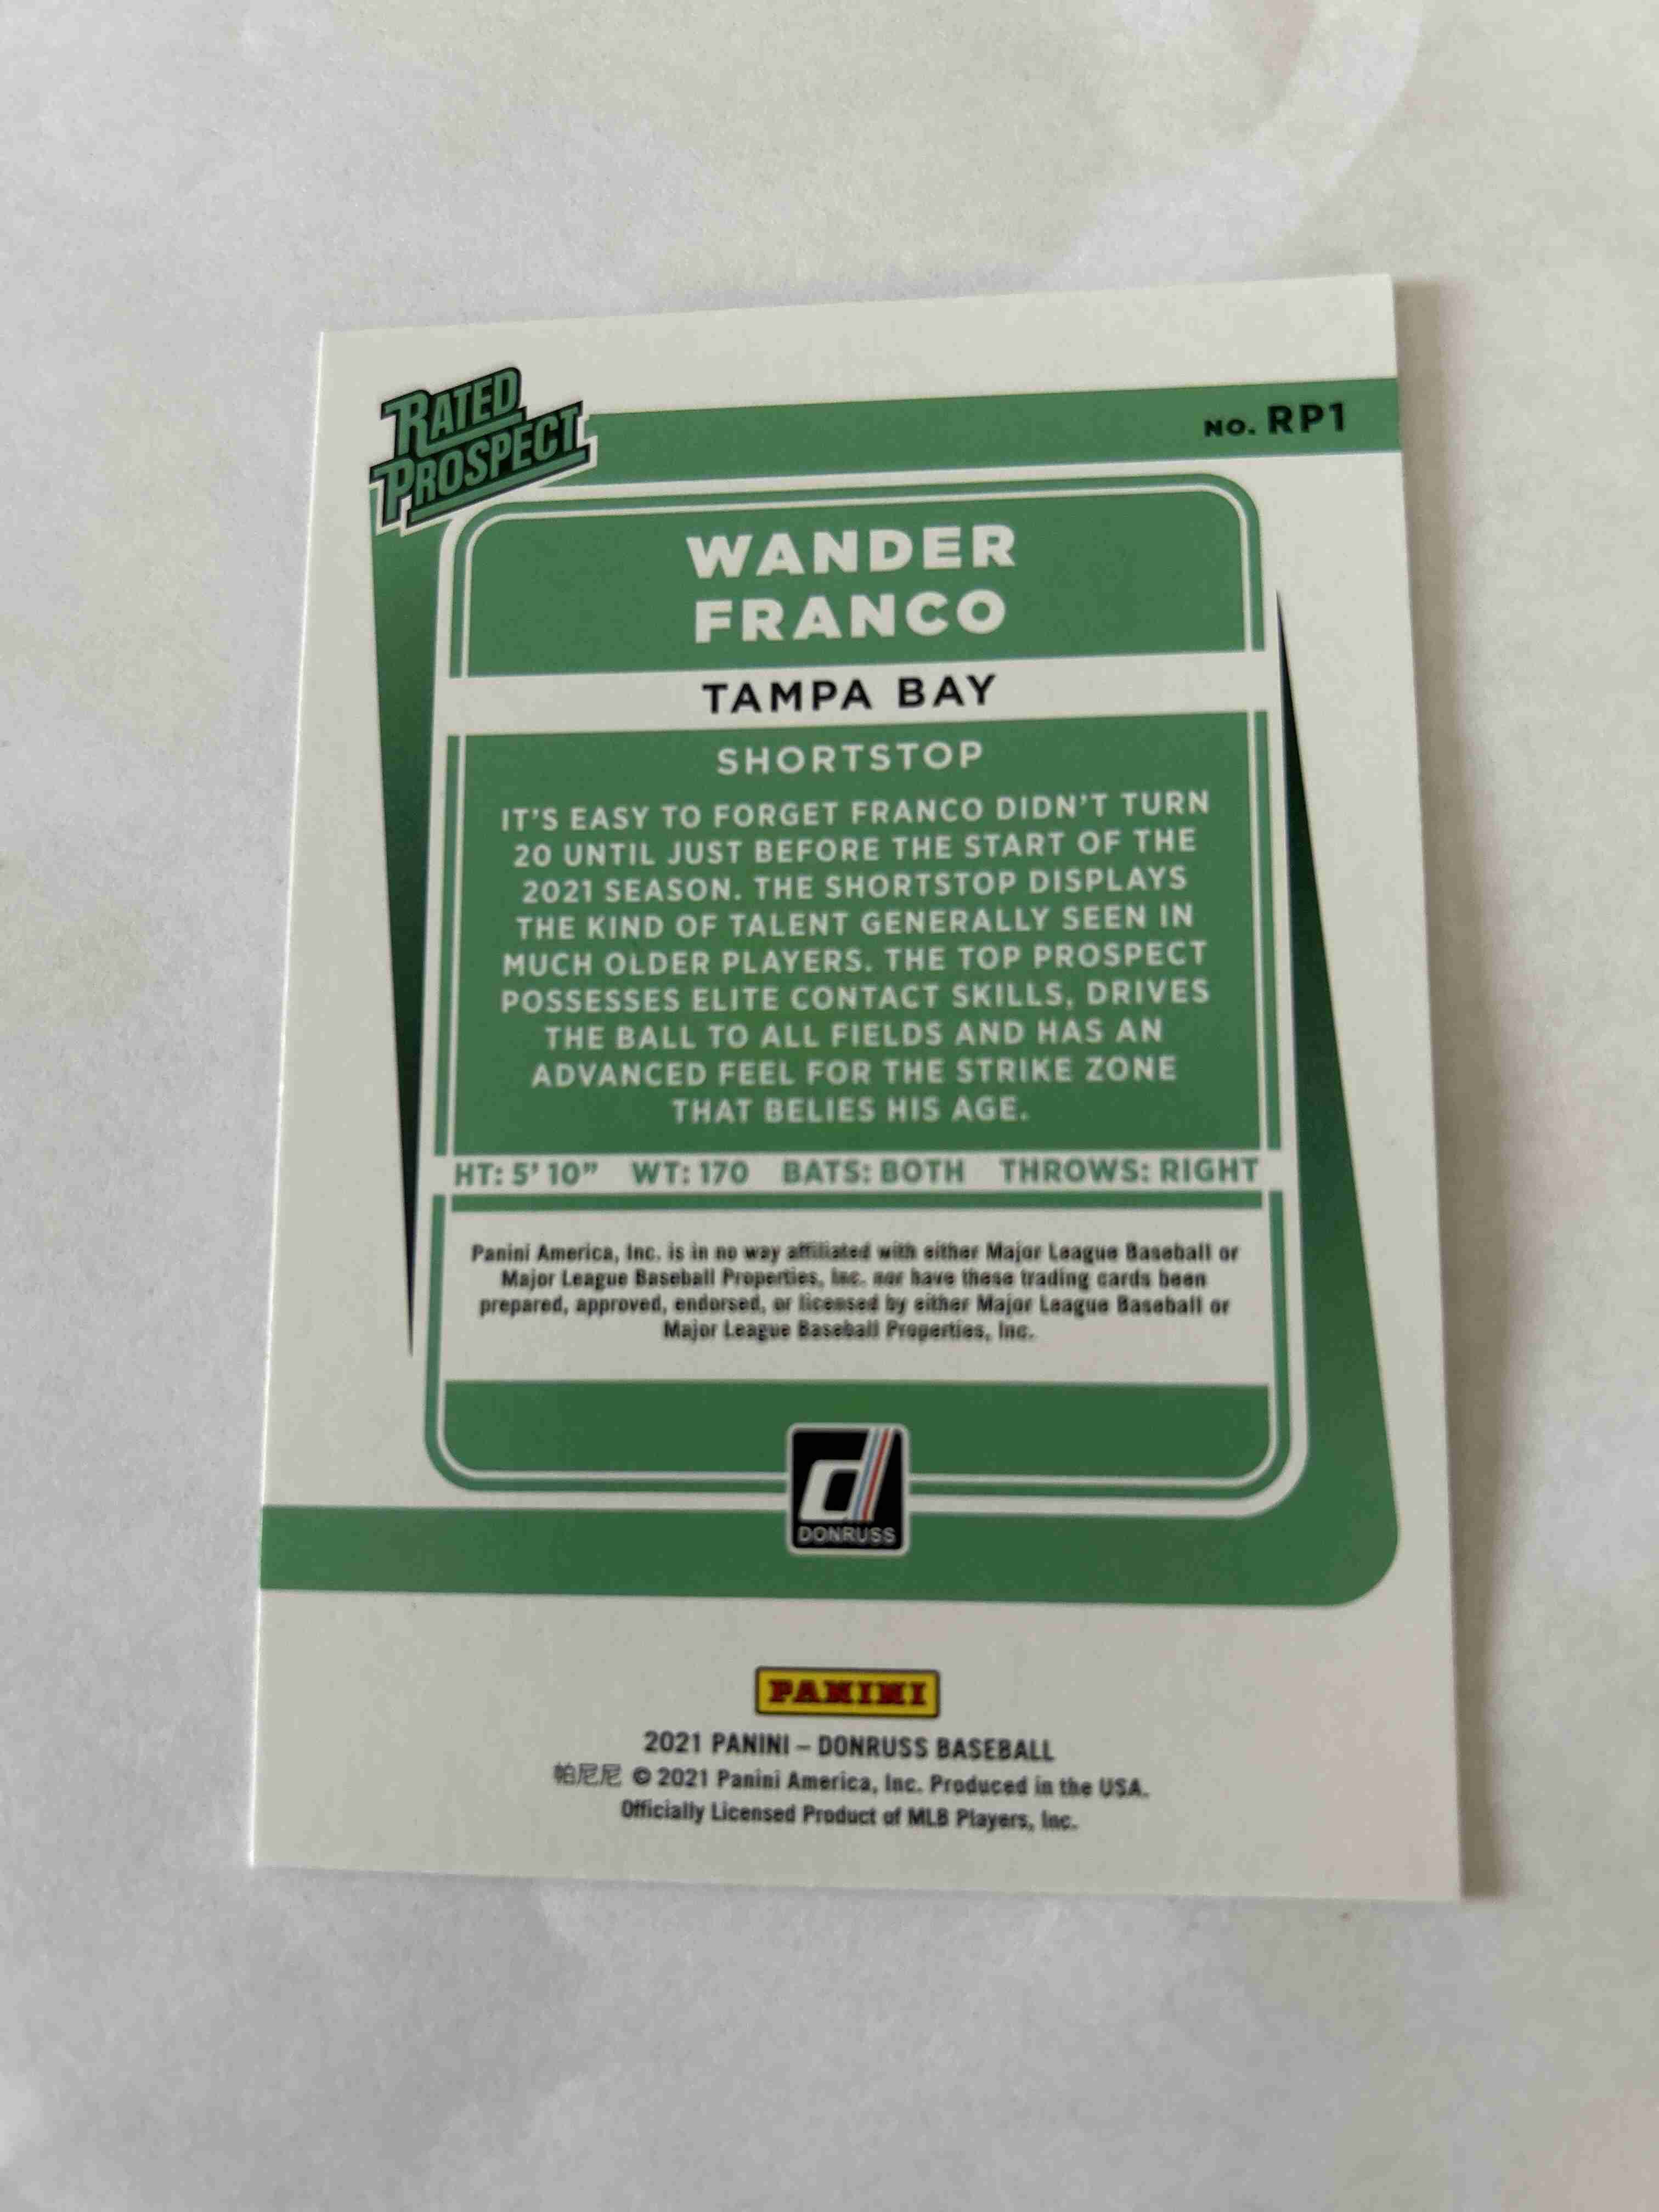 RATED
PROSPECT
NO. RP1
WANDER
FRANCO
TAMPA BAY
SHORTSTOP
IT'S EASY TO FORGET FRANCO DIDN'T TURN
20 UNTIL JUST BEFORE THE START OF THE
2021 SEASON. THE SHORTSTOP DISPLAYS
THE KIND OF TALENT GENERALLY SEEN IN
MUCH OLDER PLAYERS. THE TOP PROSPECT
POSSESSES ELITE CONTACT SKILLS, DRIVES
THE BALL TO ALL FIELDS AND HAS AN
ADVANCED FEEL FOR THE STRIKE ZONE
THAT BELIES HIS AGE.
HT: 5' 10" WT: 170 BATS: BOTH THROWS: RIGHT
Panini America, Inc. is in no way affiliated with either Major League Baseball or
Major League Baseball Properties, Inc. nor have these trading cards been
prepared, approved, endorsed, or licensed by either Major League Baseball or
Major League Baseball Properties, Inc.
d
DONRUSS
PANINI
2021 PANINI – DONRUSS BASEBALL
帕尼尼 © 2021 Panini America, Inc. Produced in the USA.
Officially Licensed Product of MLB Players, Inc.